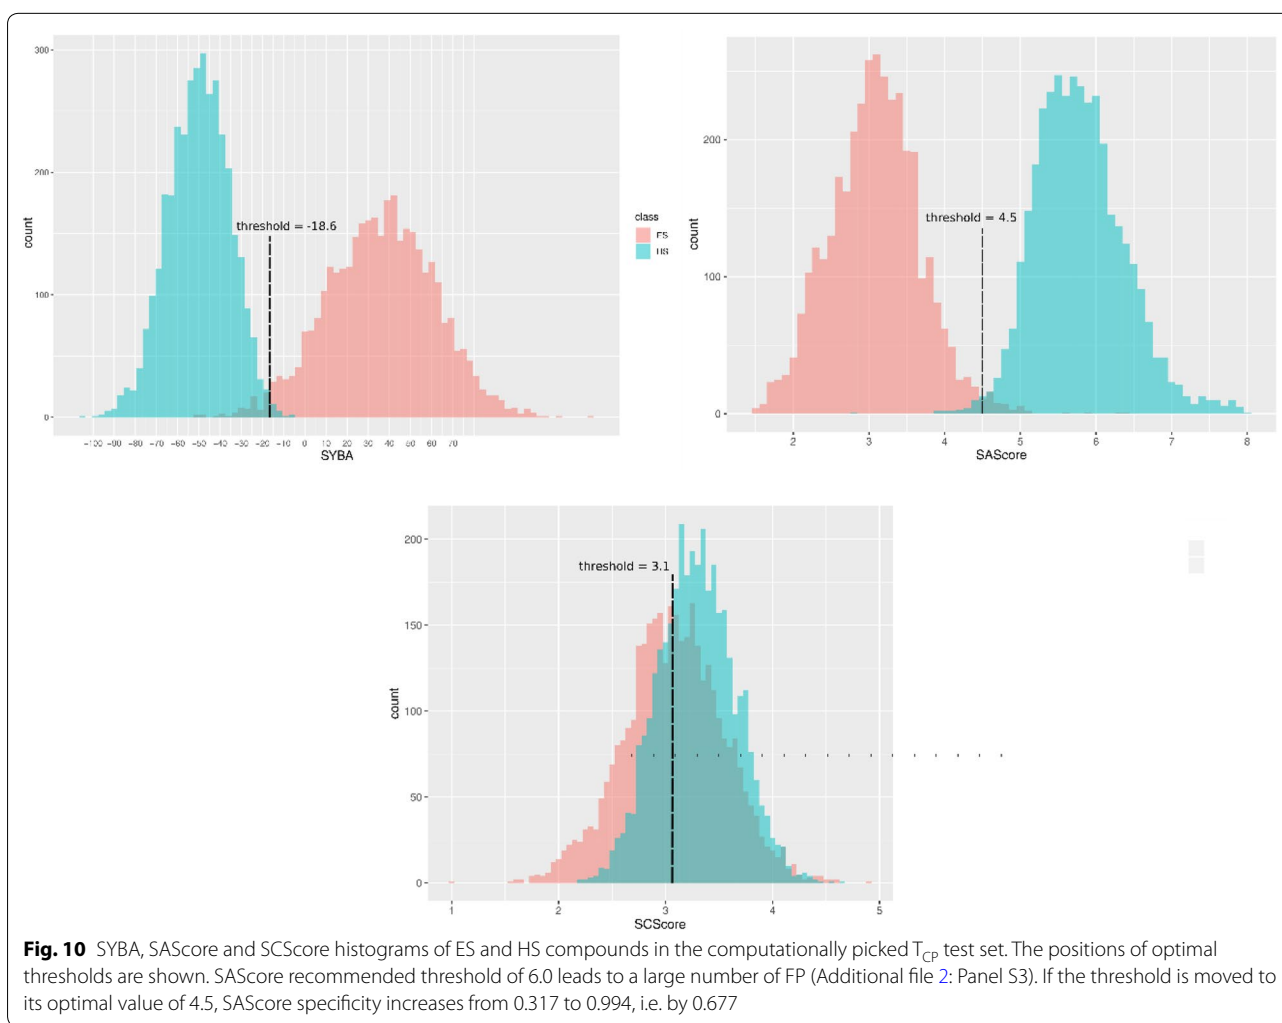 300
200
100
0
count
threshold = -18.6
-100 -90 -80 -70 -60 -50 -40 -30 -20 -10 0 10 20 30 40 50 60 70
SYBA
class
ES
HS
200
100
0
count
threshold = 4.5
2 3 4 5 6 7 8
SAScore
200
150
100
50
0
count
threshold = 3.1
1 2 3 4 5
SCScore
Fig. 10 SYBA, SAScore and SCScore histograms of ES and HS compounds in the computationally picked TCP test set. The positions of optimal
thresholds are shown. SAScore recommended threshold of 6.0 leads to a large number of FP (Additional file 2: Panel S3). If the threshold is moved to
its optimal value of 4.5, SAScore specificity increases from 0.317 to 0.994, i.e. by 0.677